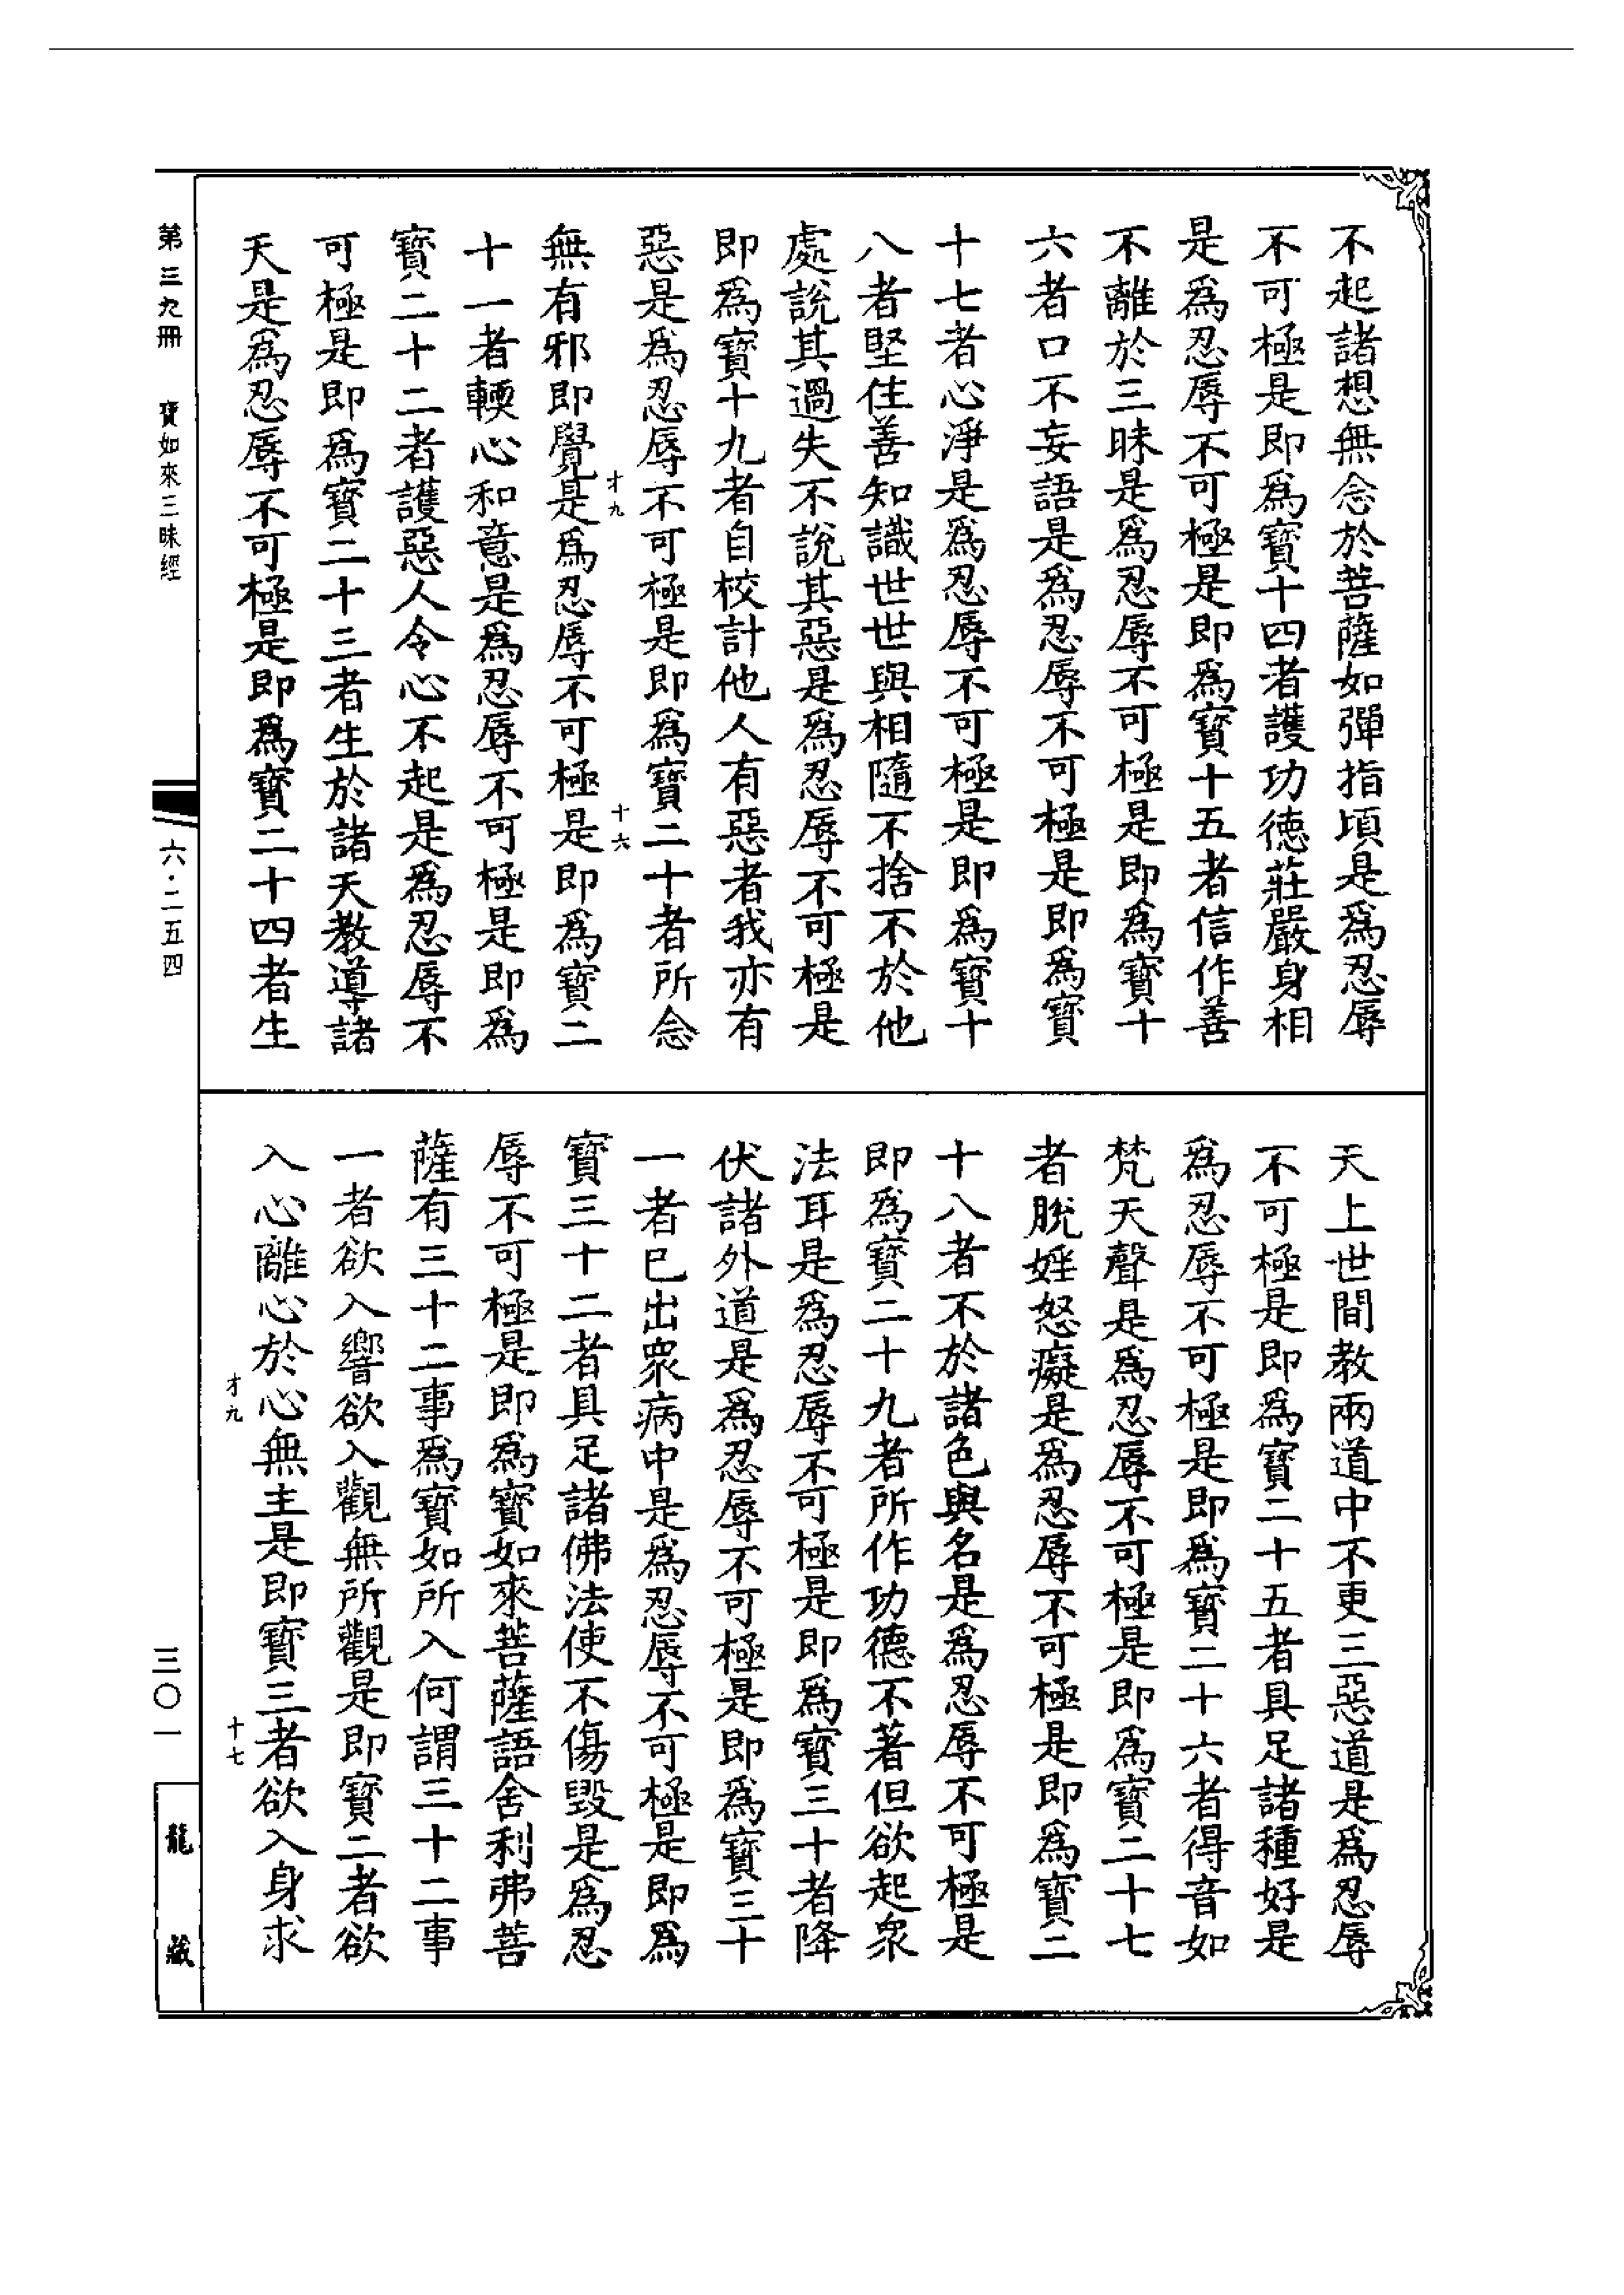 不起諸想無念於菩薩如彈指頃是爲忍辱
不可極是即爲寶十四者護功德莊嚴身相
是爲忍辱不可極是即爲寶十五者信作善
不離於三昧是爲忍辱不可極是即爲寶十
六者口不妄語是爲忍辱不可極是即爲寶
十七者心淨是爲忍辱不可極是即爲寶十
八者堅住善知識世世與相隨不捨不於他
處說其過失不說其惡是爲忍辱不可極是
即爲寶十九者自校計他人有惡者我亦有
惡是爲忍辱不可極是即爲寶二十者所念
無有邪即覺是爲忍辱不可極是即爲寶二
十一者輭心和意是爲忍辱不可極是即爲
寶二十二者護惡人令心不起是爲忍辱不
可極是即爲寶二十三者生於諸天教導諸
天是爲忍辱不可極是即爲寶二十四者生
天上世間教兩道中不更三惡道是爲忍辱
不可極是即爲寶二十五者具足諸種好是
爲忍辱不可極是即爲寶二十六者得音如
梵天聲是爲忍辱不可極是即爲寶二十七
者脫婬怒癡是爲忍辱不可極是即爲寶二
十八者不於諸色與名是爲忍辱不可極是
即爲寶二十九者所作功德不著但欲起衆
法耳是爲忍辱不可極是即爲寶三十者降
伏諸外道是爲忍辱不可極是即爲寶三十
一者已出衆病中是爲忍辱不可極是即爲
寶三十二者具足諸佛法使不傷毀是爲忍
辱不可極是即爲寶如來菩薩語舍利弗菩
薩有三十二事爲寶如所入何謂三十二事
一者欲入響欲入觀無所觀是即寶二者欲
入心離心於心無主是即寶三者欲入身求
才九
十六
才九
十七
第三九冊 寶如來三昧經
六·二五四
三〇一
龍藏